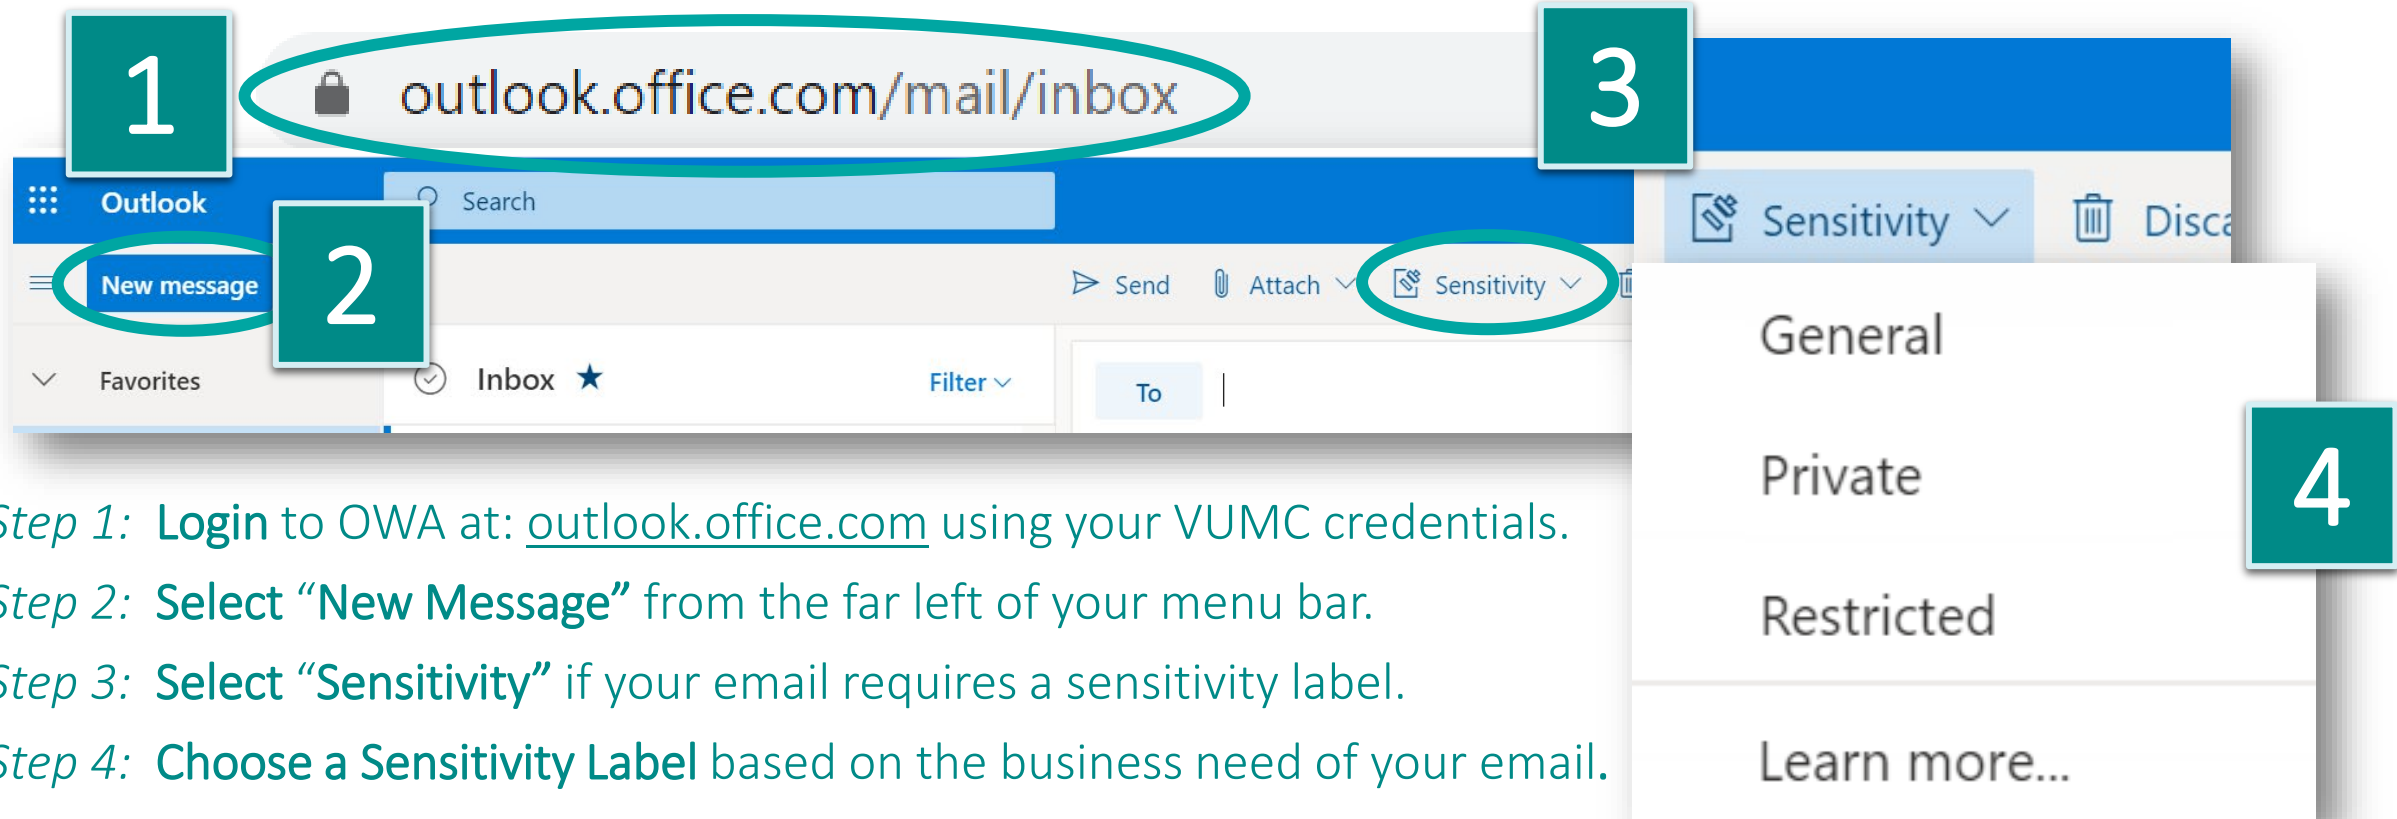 1
outlook.office.com/mail/inbox
3
Outlook
Search
Sensitivity
Disca
New message
2
Send
Attach
Sensitivity
General
Favorites
Inbox
Filter
To
Private
4
Step 1: Login to OWA at: outlook.office.com using your VUMC credentials.
Step 2: Select “New Message” from the far left of your menu bar.
Restricted
Step 3: Select “Sensitivity” if your email requires a sensitivity label.
Step 4: Choose a Sensitivity Label based on the business need of your email.
Learn more...